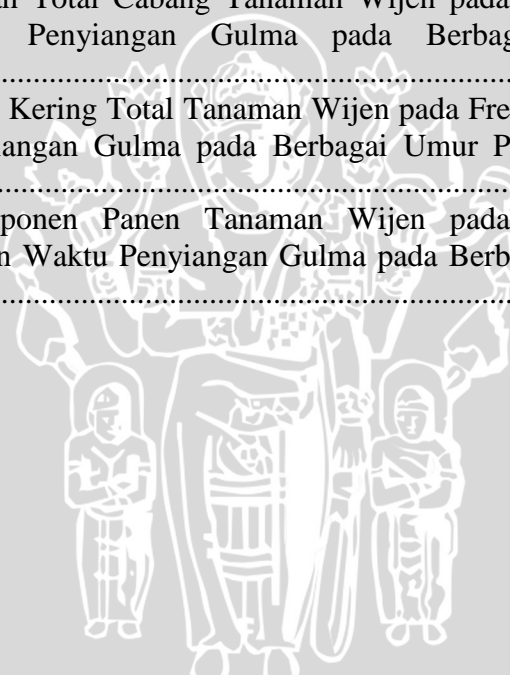 Total Cabang Tanaman Wijen pada
Penyiangan Gulma pada Berbag
........................................................................
Kering Total Tanaman Wijen pada Fre
iangan Gulma pada Berbagai Umur P
........................................................................
ponen Panen Tanaman Wijen pada
n Waktu Penyiangan Gulma pada Berb
........................................................................